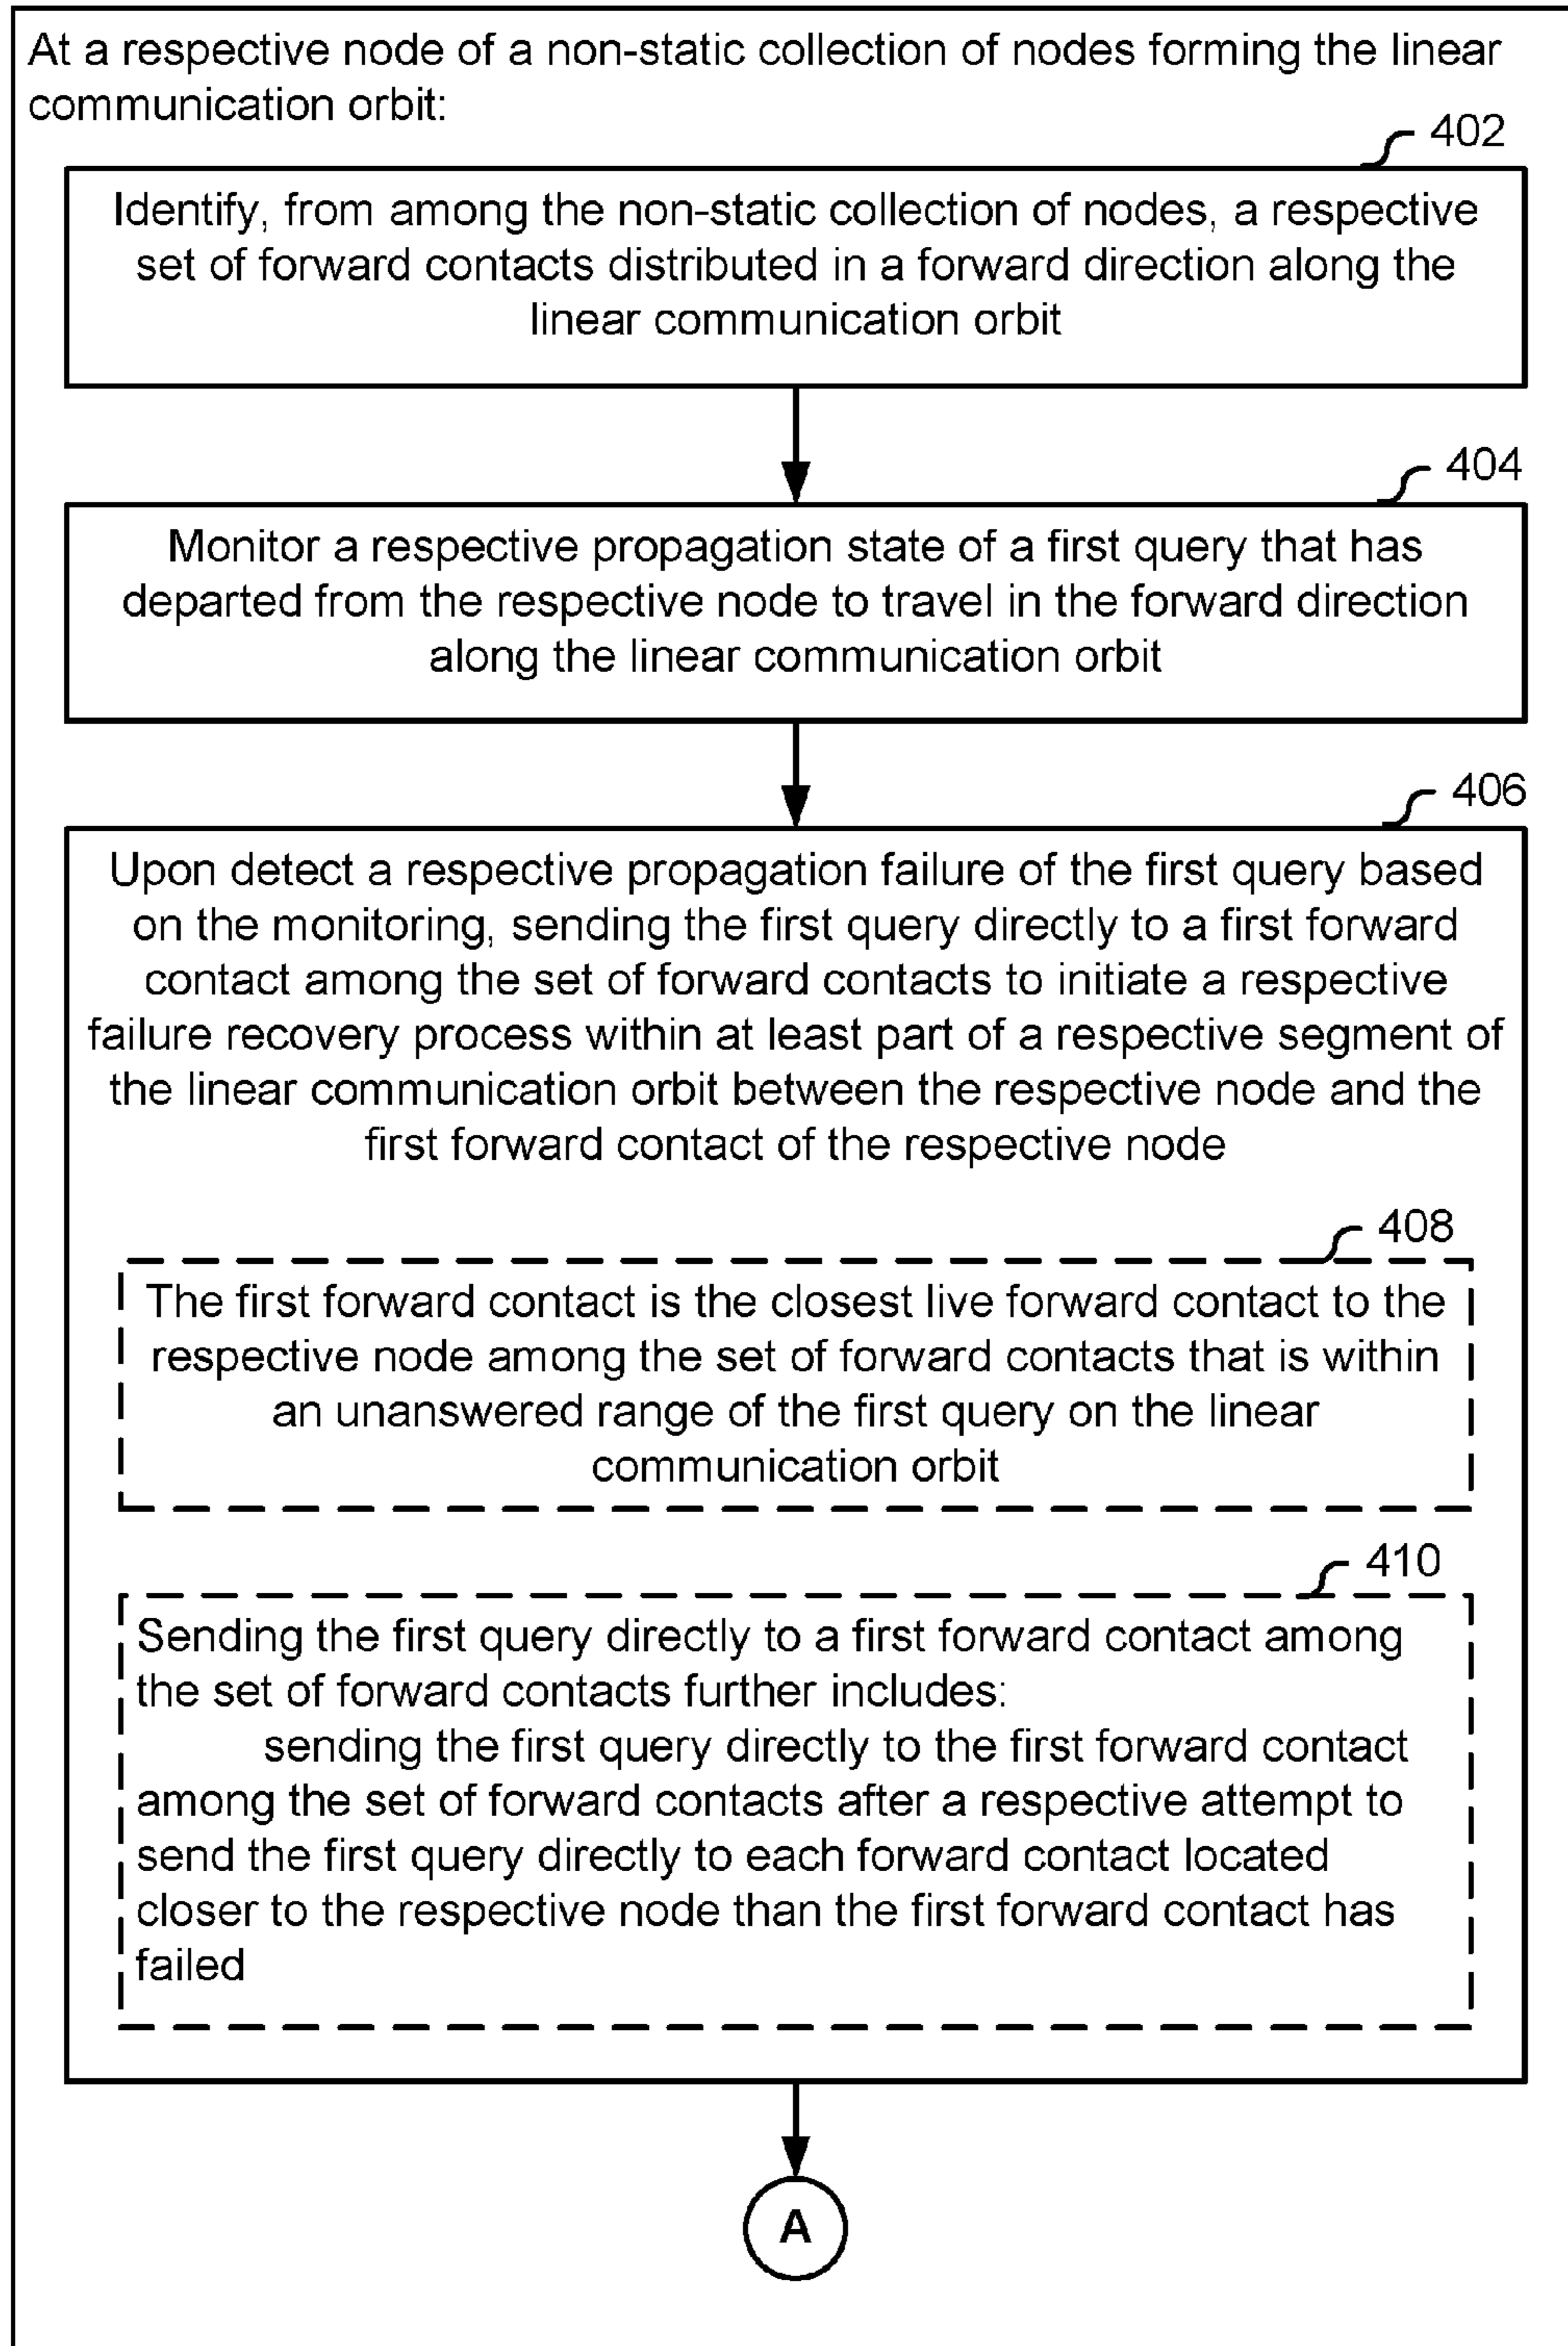 At a respective node of a non-static collection of nodes forming the linear
communication orbit:
402
Identify, from among the non-static collection of nodes, a respective
set of forward contacts distributed in a forward direction along the
linear communication orbit
404
Monitor a respective propagation state of a first query that has
departed from the respective node to travel in the forward direction
along the linear communication orbit
406
Upon detect a respective propagation failure of the first query based
on the monitoring, sending the first query directly to a first forward
contact among the set of forward contacts to initiate a respective
failure recovery process within at least part of a respective segment of
the linear communication orbit between the respective node and the
first forward contact of the respective node
408
The first forward contact is the closest live forward contact to the
respective node among the set of forward contacts that is within
an unanswered range of the first query on the linear
communication orbit
410
Sending the first query directly to a first forward contact among
the set of forward contacts further includes:
sending the first query directly to the first forward contact
among the set of forward contacts after a respective attempt to
send the first query directly to each forward contact located
closer to the respective node than the first forward contact has
failed
A